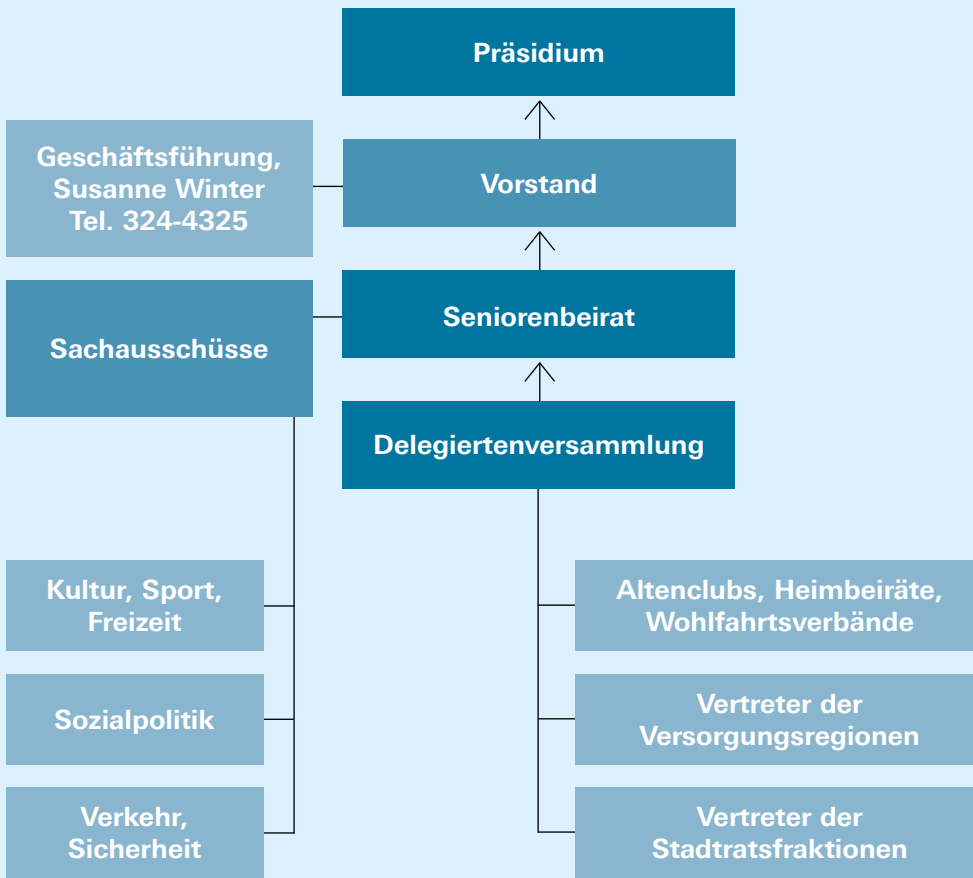 Präsidium
Geschäftsführung,
Susanne Winter
Tel. 324-4325
Vorstand
Sachausschüsse
Seniorenbeirat
Delegiertenversammlung
Kultur, Sport,
Freizeit
Sozialpolitik
Verkehr,
Sicherheit
Altenclubs, Heimbeiräte,
Wohlfahrtsverbände
Vertreter der
Versorgungsregionen
Vertreter der
Stadtratsfraktionen